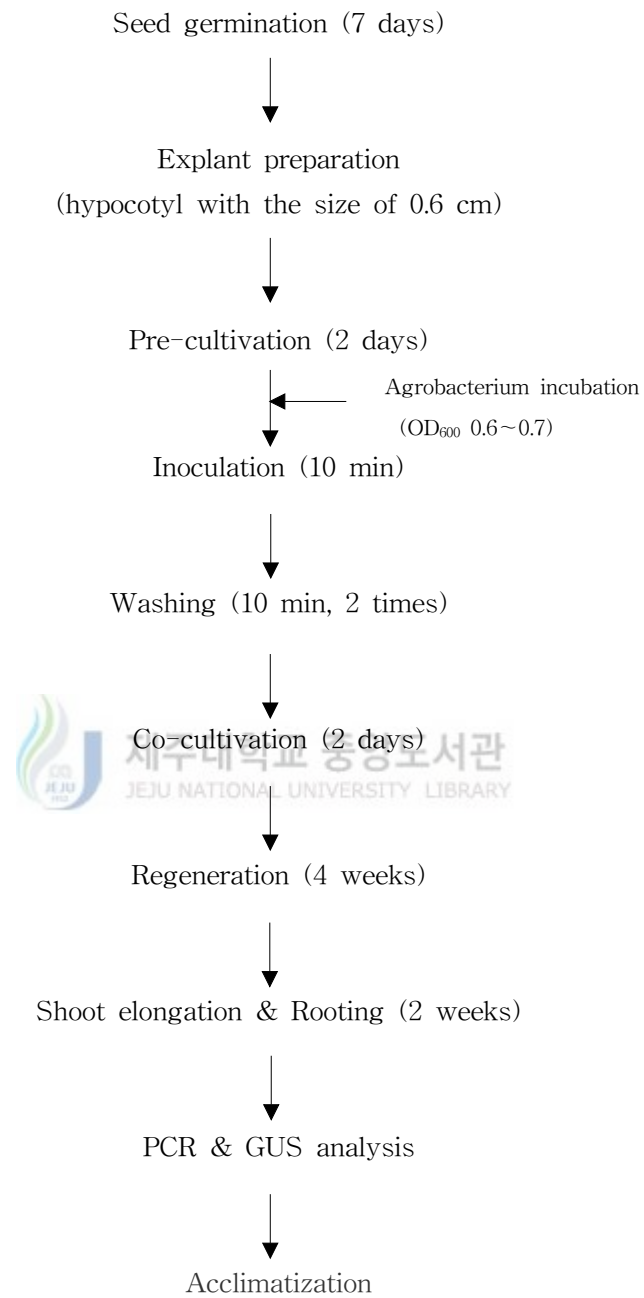 Seed germination (7 days)
Explant preparation
(hypocotyl with the size of 0.6 cm)
Pre-cultivation (2 days)
Agrobacterium incubation
(OD₆₀₀ 0.6~0.7)
Inoculation (10 min)
Washing (10 min, 2 times)
Co-cultivation (2 days)
제주대학교 중앙도서관
JEJU NATIONAL UNIVERSITY LIBRARY
JEJU
1952
Regeneration (4 weeks)
Shoot elongation & Rooting (2 weeks)
PCR & GUS analysis
Acclimatization